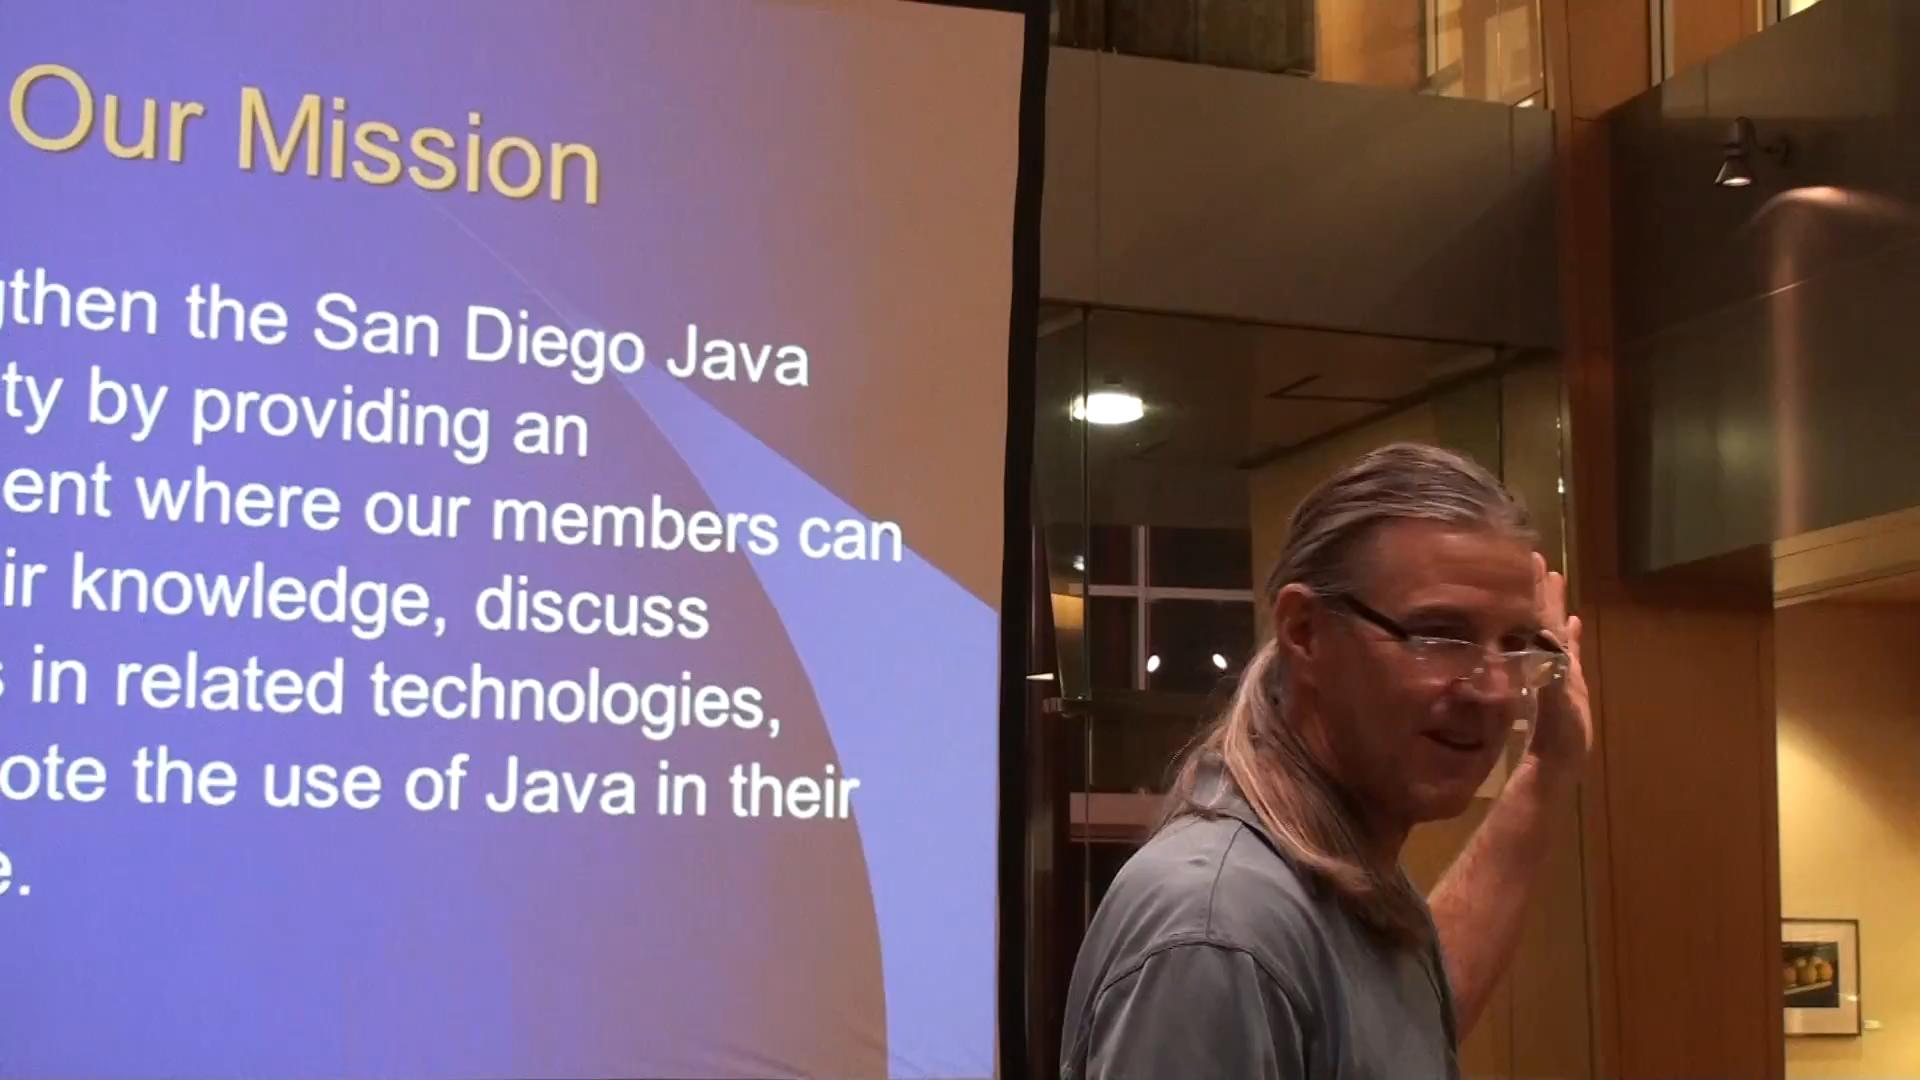 Our Mission
gthen the San Diego Java
ty by providing an
ent where our members can
ir knowledge, discuss
s in related technologies,
ote the use of Java in their
e.